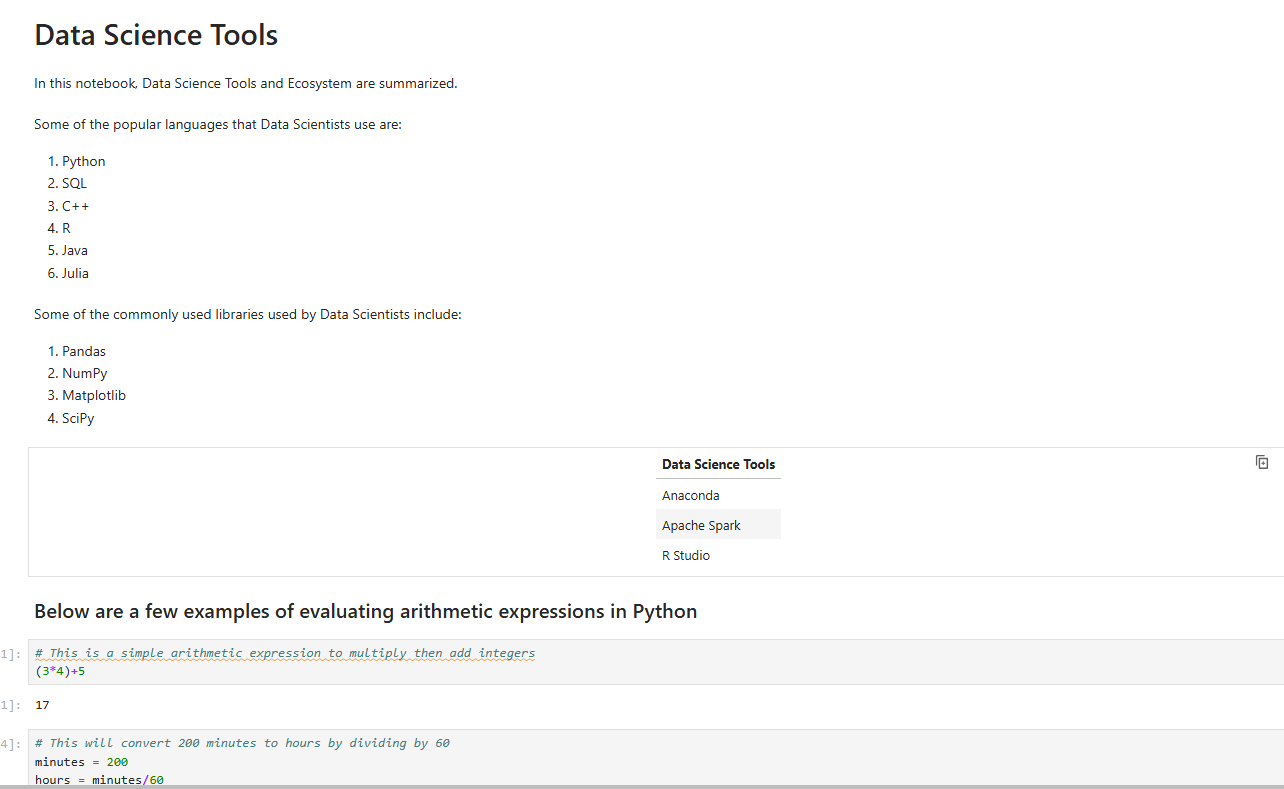 Data Science Tools
In this notebook, Data Science Tools and Ecosystem are summarized.
Some of the popular languages that Data Scientists use are:
1. Python
2. SQL
3. C++
4. R
5. Java
6. Julia
Some of the commonly used libraries used by Data Scientists include:
1. Pandas
2. NumPy
3. Matplotlib
4. SciPy
Data Science Tools
Anaconda
Apache Spark
R Studio
Below are a few examples of evaluating arithmetic expressions in Python
1]: # This is a simple arithmetic expression to multiply then add integers
(3*4)+5
1]: 17
4]: # This will convert 200 minutes to hours by dividing by 60
minutes = 200
hours = minutes/60